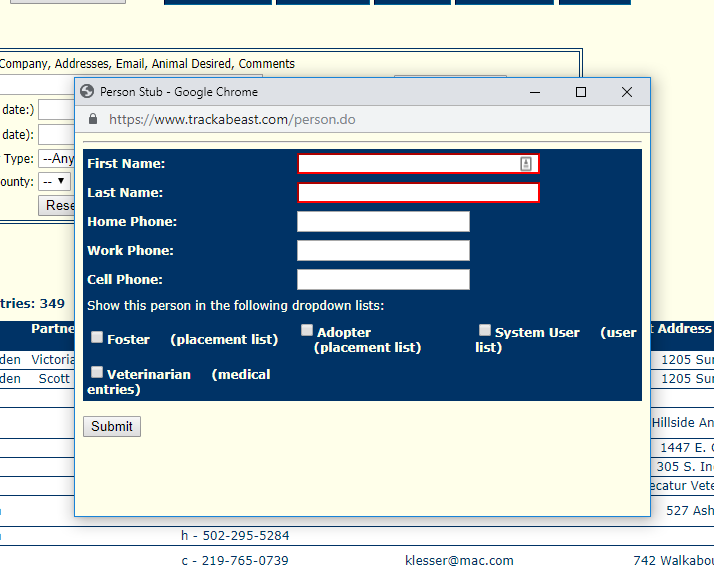 Company, Addresses, Email, Animal Desired, Comments
Person Stub - Google Chrome
https://www.trackabeast.com/person.do
date:)
date):
Type: --Any
ounty: -- 
Rese
First Name:
Last Name:
Home Phone:
Work Phone:
Cell Phone:
Show this person in the following dropdown lists:
Foster (placement list)
Adopter
(placement list)
System User (user
list)
Veterinarian (medical
entries)
Submit
tries: 349
Partne
t Address
den Victoria
1205 Sun
den Scott
1205 Sun
Hillside An
1447 E. C
305 S. In
ecatur Vete
527 Ash
h - 502-295-5284
c - 219-765-0739 klesser@mac.com 742 Walkabou